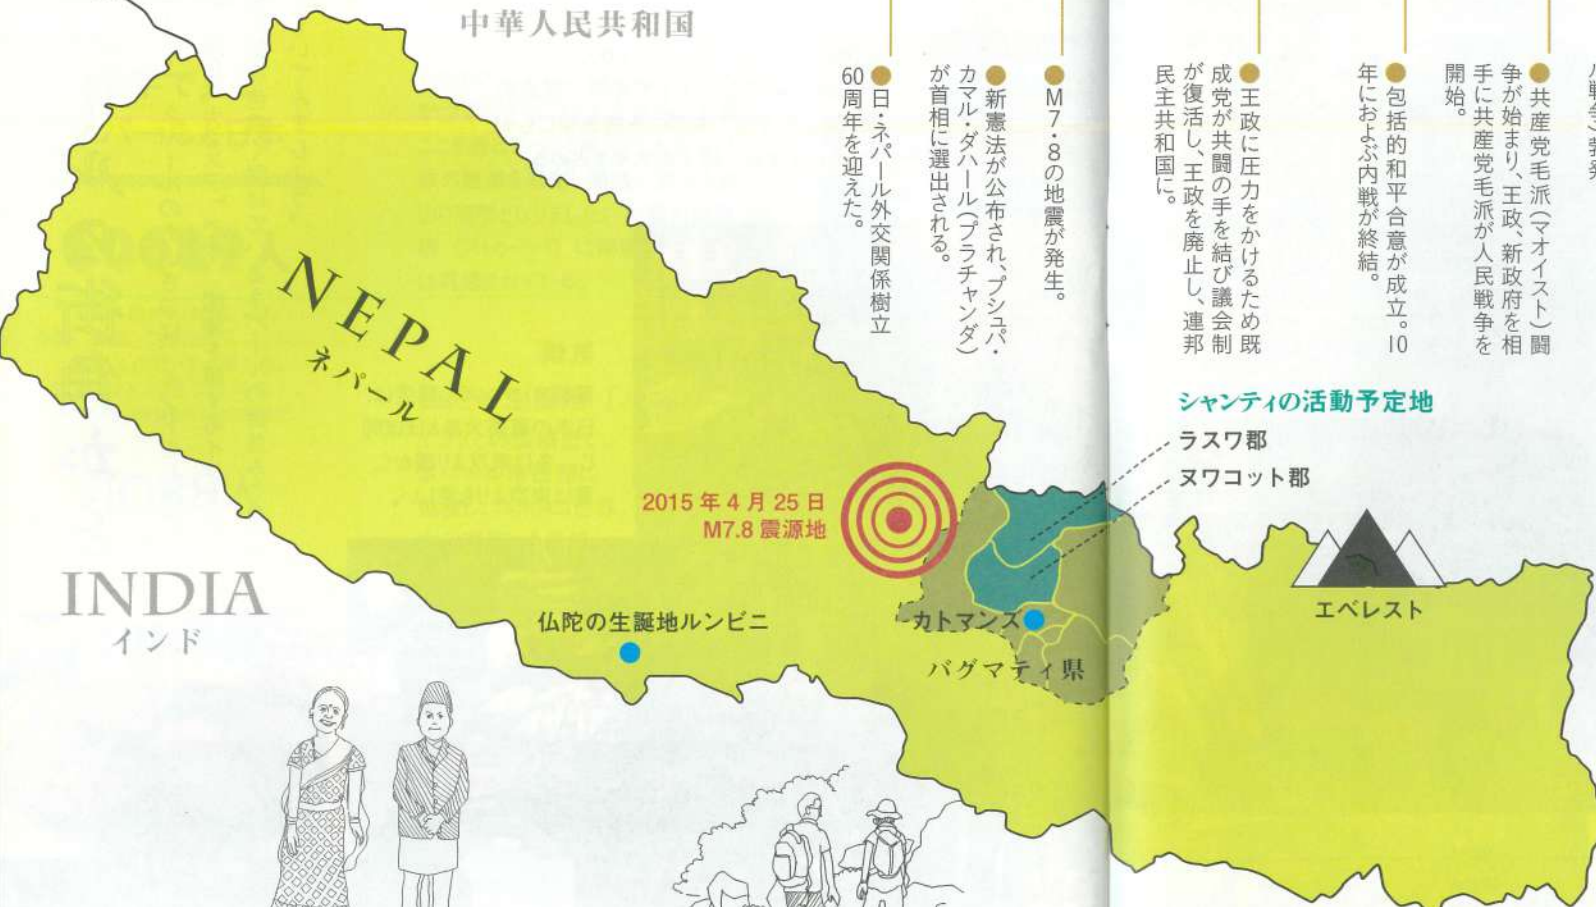 中華人民共和国
●共産党毛派(マオイスト)闘
争が始まり、王政、新政府を相
手に共産党毛派が人民戦争を
開始。
●包括的和平合意が成立。10
年におよぶ内戦が終結。
●王政に圧力をかけるため既
成党が共闘の手を結び議会制
が復活し、王政を廃止し、連邦
民主共和国に。
●M7・8の地震が発生。
●新憲法が公布され、プシュパ・
カマル・ダハール(プラチャンダ)
が首相に選出される。
●日・ネパール外交関係樹立
60周年を迎えた。
NEPAL
ネパール
シャンティの活動予定地
ラスワ郡
ヌワコット郡
2015年4月25日
M7.8 震源地
INDIA
インド
仏陀の生誕地ルンビニ
カトマンズ
バグマティ県
エベレスト